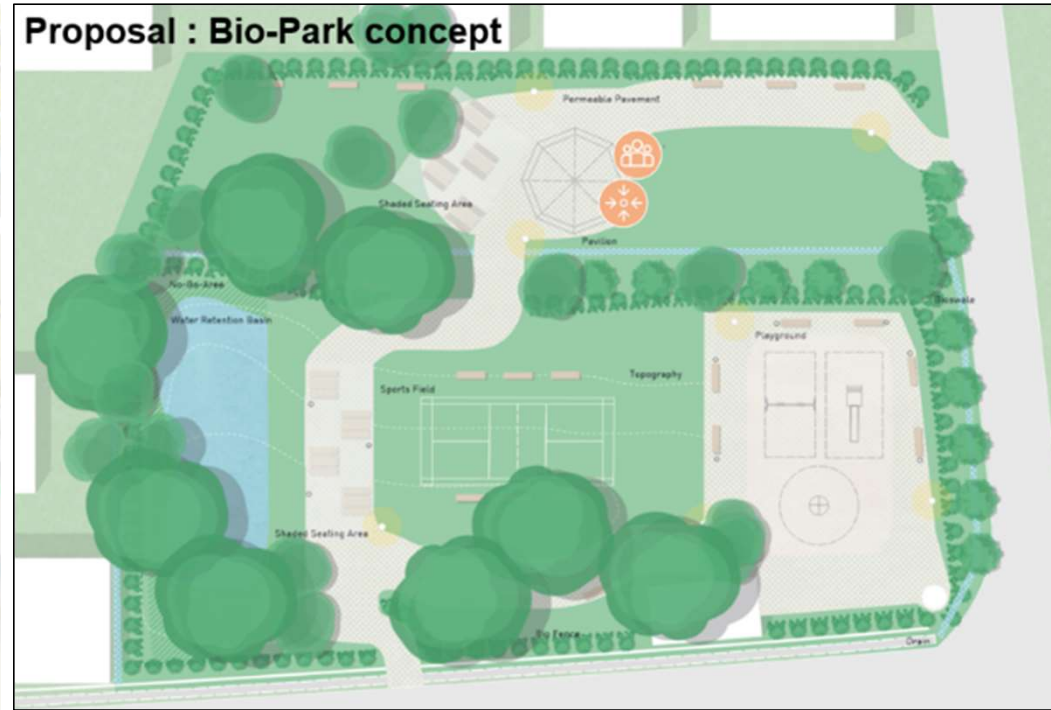 Proposal : Bio-Park concept
Permeable Pavement
Shaded Seating Area
Pavilion
No-Go-Area
Bioswale
Water Retention Basin
Playground
Topography
Sports Field
Shaded Seating Area
Bio Fence
Drain